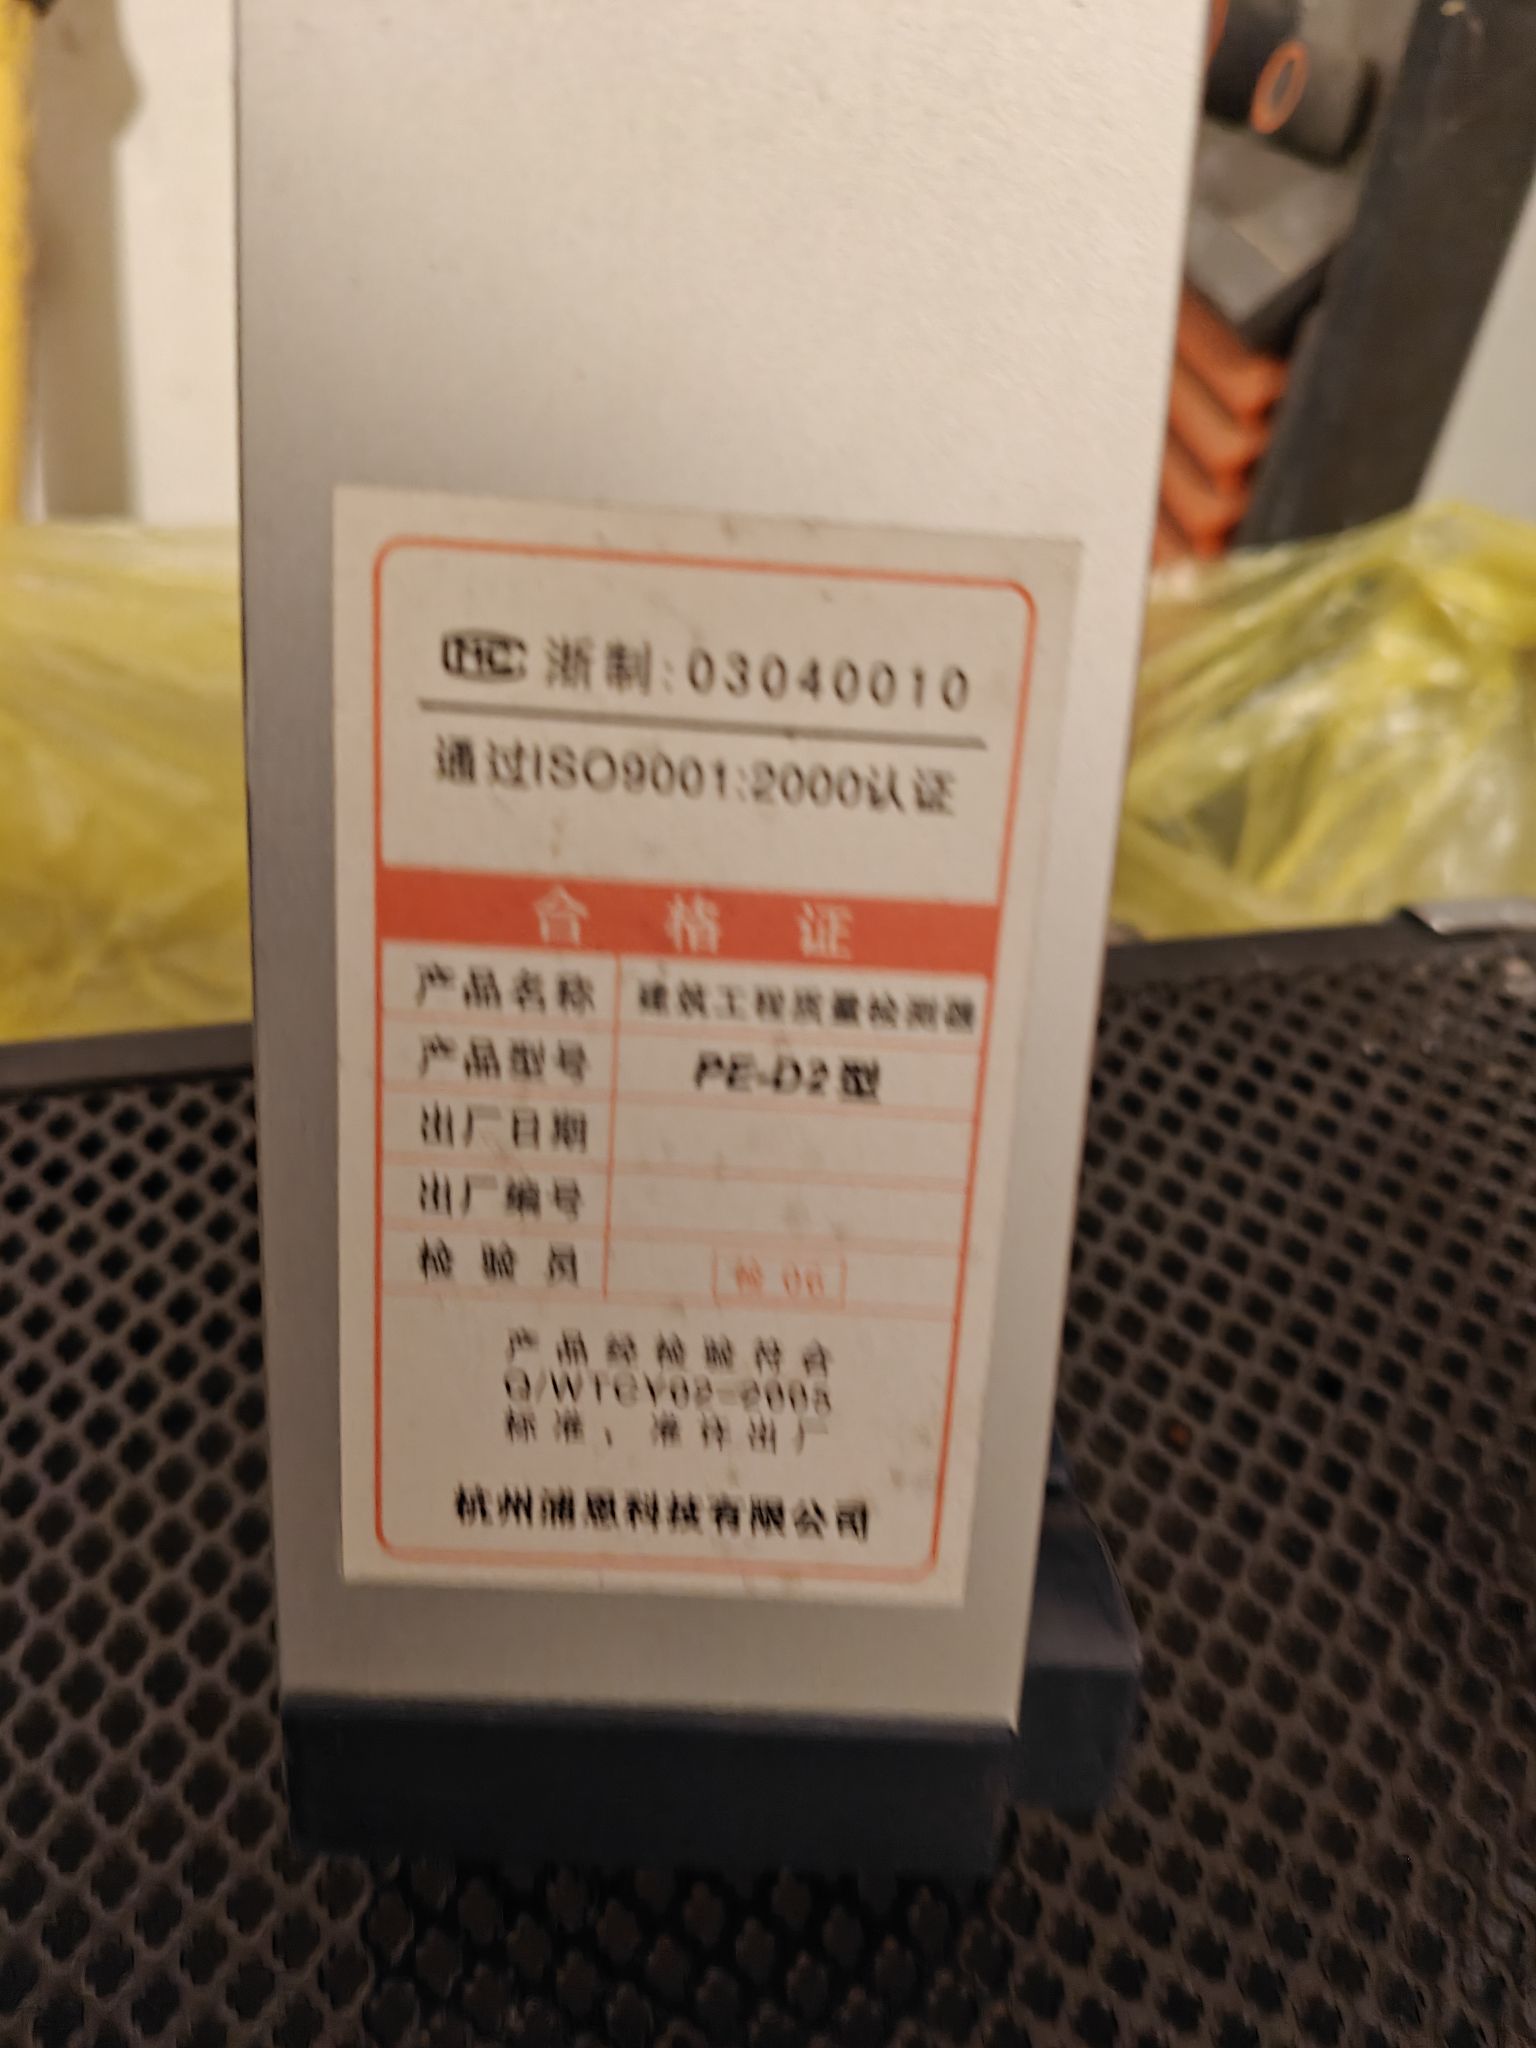 MC 浙制:03040010
通过ISO9001:2000认证
合格证
产品名称 建筑工程质量检测器
产品型号 PE-D2型
出厂日期
出厂编号
检验员 检06
产品经检验符合
Q/WTCY02-2003
标准，准许出厂
杭州浦恩科技有限公司